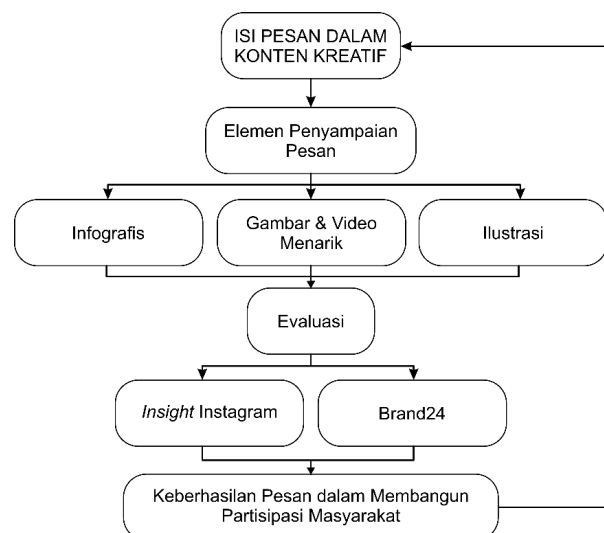 ISI PESAN DALAM
KONTEN KREATIF
Elemen Penyampaian
Pesan
Infografis
Gambar & Video
Menarik
Ilustrasi
Evaluasi
Insight Instagram
Brand24
Keberhasilan Pesan dalam Membangun
Partisipasi Masyarakat